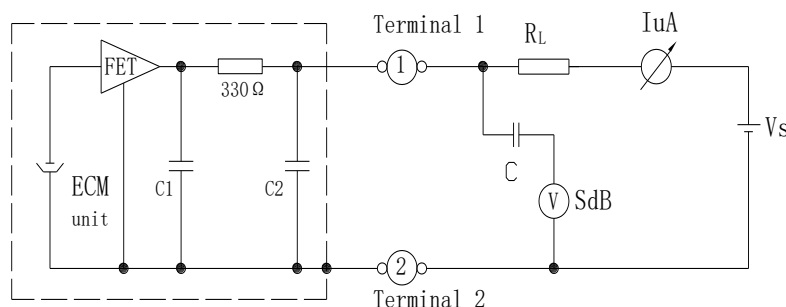 Terminal 1
RL
IuA
FET
1
330Ω
Vs
C
ECM
unit
C1
C2
V
SdB
2
Terminal 2